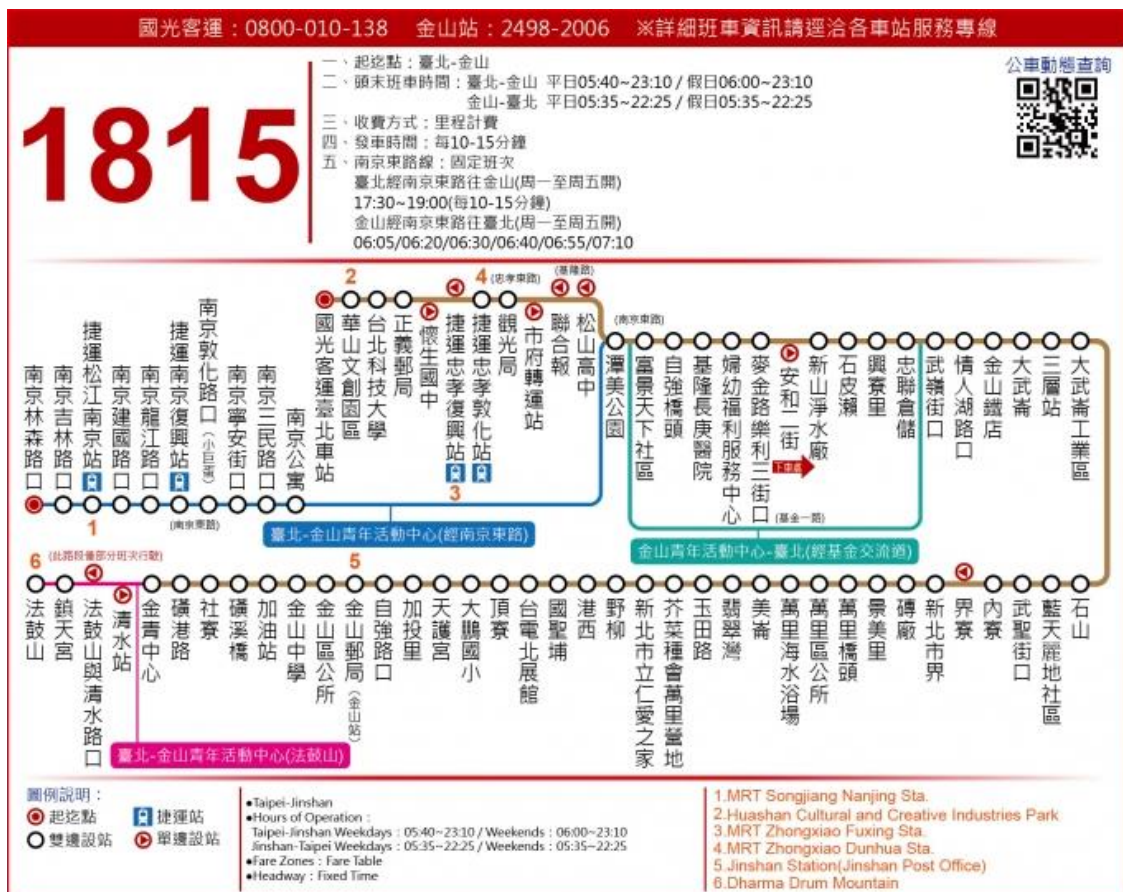 國光客運：0800-010-138 金山站：2498-2006 ※詳細班車資訊請逕洽各車站服務專線
1815
一、起迄點：臺北-金山
二、頭末班車時間：臺北-金山 平日05:40~23:10 / 假日06:00~23:10
金山-臺北 平日05:35~22:25 / 假日05:35~22:25
三、收費方式：里程計費
四、發車時間：每10-15分鐘
五、南京東路線：固定班次
臺北經南京東路往金山(周一至周五開)
17:30~19:00(每10-15分鐘)
金山經南京東路往臺北(周一至周五開)
06:05/06:20/06:30/06:40/06:55/07:10
公車動態查詢
2
4
(忠孝東路)
(基隆路)
國光客運臺北車站
華山文創園區
台北科技大學
正義郵局
懷生國中
捷運忠孝復興站
捷運忠孝敦化站
觀光局
市府轉運站
聯合報
松山高中
3
南京林森路口
南京吉林路口
捷運松江南京站
南京建國路口
南京龍江路口
捷運南京復興站
南京敦化路口(小巨蛋)
南京寧安街口
南京三民路口
南京公寓
1
(南京東路)
臺北-金山青年活動中心(經南京東路)
(南京東路)
潭美公園
富景天下社區
自強橋頭
基隆長庚醫院
婦幼福利服務中心
麥金路樂利三街口
安和二街
下車處
新山淨水廠
石皮瀨
興寮里
忠聯倉儲
武嶺街口
情人湖路口
金山鐵店
大武崙
三層站
大武崙工業區
(基金一路)
金山青年活動中心-臺北(經基金交流道)
6
(此路段僅部分班次行駛)
5
法鼓山
鎮天宮
法鼓山與清水路口
清水站
金青中心
磺港路
社寮
磺溪橋
加油站
金山中學
金山區公所
金山郵局(金山站)
自強路口
加投里
天護宮
大鵬國小
頂寮
台電北展館
國聖埔
港西
野柳
新北市立仁愛之家
芥菜種會萬里營地
玉田路
翡翠灣
美崙
萬里海水浴場
萬里區公所
萬里橋頭
景美里
磚廠
新北市界
界寮
內寮
武聖街口
藍天麗地社區
石山
臺北-金山青年活動中心(法鼓山)
圖例說明：
起迄點
捷運站
雙邊設站
單邊設站
●Taipei-Jinshan
●Hours of Operation：
Taipei-Jinshan Weekdays：05:40~23:10 / Weekends：06:00~23:10
Jinshan-Taipei Weekdays：05:35~22:25 / Weekends：05:35~22:25
●Fare Zones：Fare Table
●Headway：Fixed Time
1.MRT Songjiang Nanjing Sta.
2.Huashan Cultural and Creative Industries Park
3.MRT Zhongxiao Fuxing Sta.
4.MRT Zhongxiao Dunhua Sta.
5.Jinshan Station(Jinshan Post Office)
6.Dharma Drum Mountain